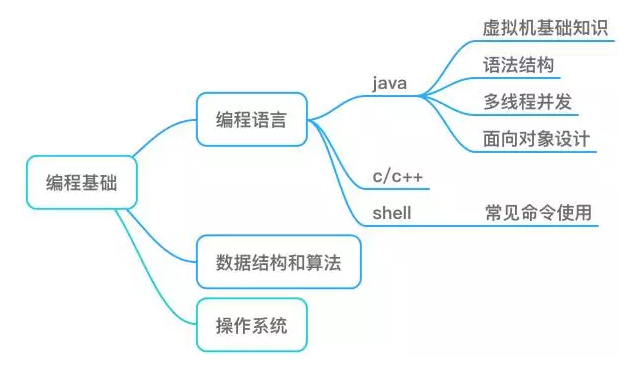 编程基础
编程语言
java
虚拟机基础知识
语法结构
多线程并发
面向对象设计
c/c++
shell
常见命令使用
数据结构和算法
操作系统